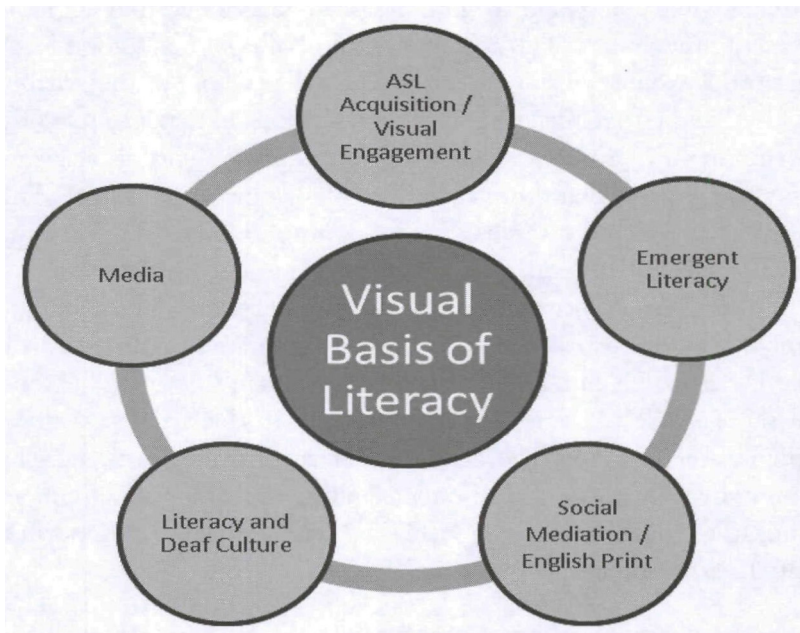 ASL
Acquisition /
Visual
Engagement
Emergent
Literacy
Social
Mediation /
English Print
Literacy and
Deaf Culture
Media
Visual
Basis of
Literacy